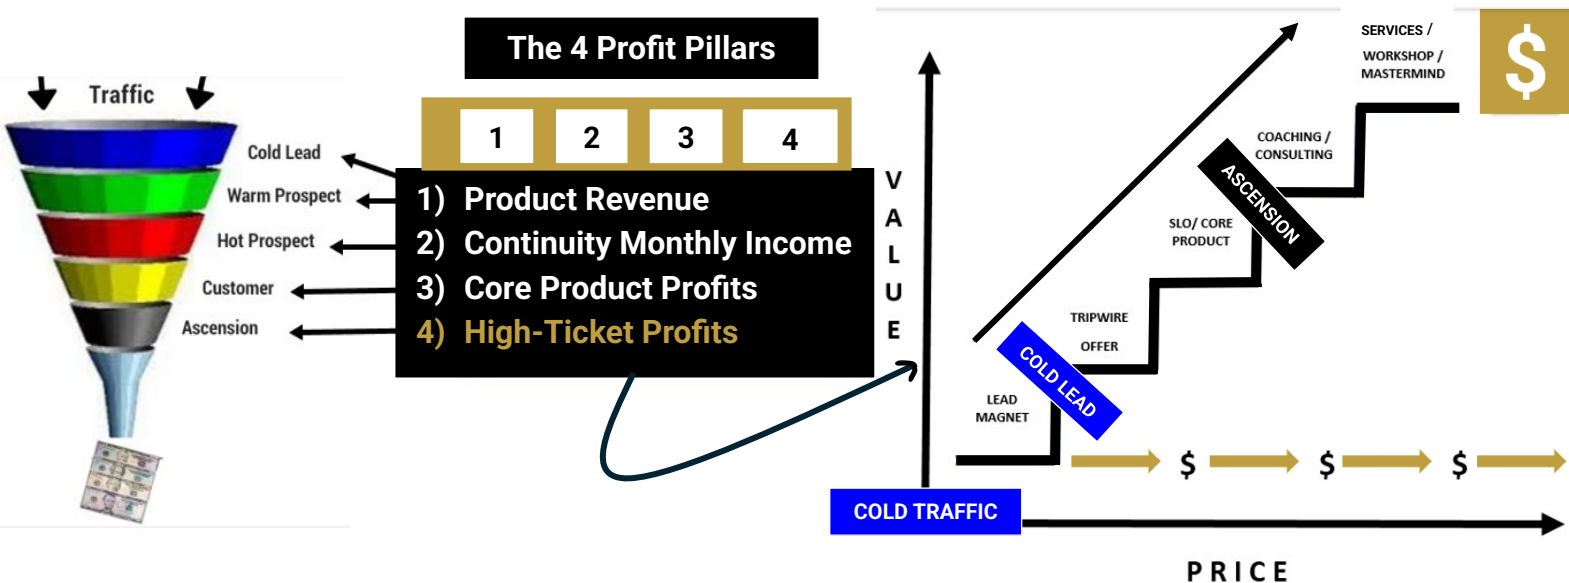 Traffic
Cold Lead
Warm Prospect
Hot Prospect
Customer
Ascension
The 4 Profit Pillars
1
2
3
4
1) Product Revenue
2) Continuity Monthly Income
3) Core Product Profits
4) High-Ticket Profits
VALUE
SERVICES /
WORKSHOP /
MASTERMIND
$
COACHING /
CONSULTING
ASCENSION
SLO/ CORE
PRODUCT
TRIPWIRE
OFFER
COLD LEAD
LEAD
MAGNET
$ $ $
COLD TRAFFIC
PRICE